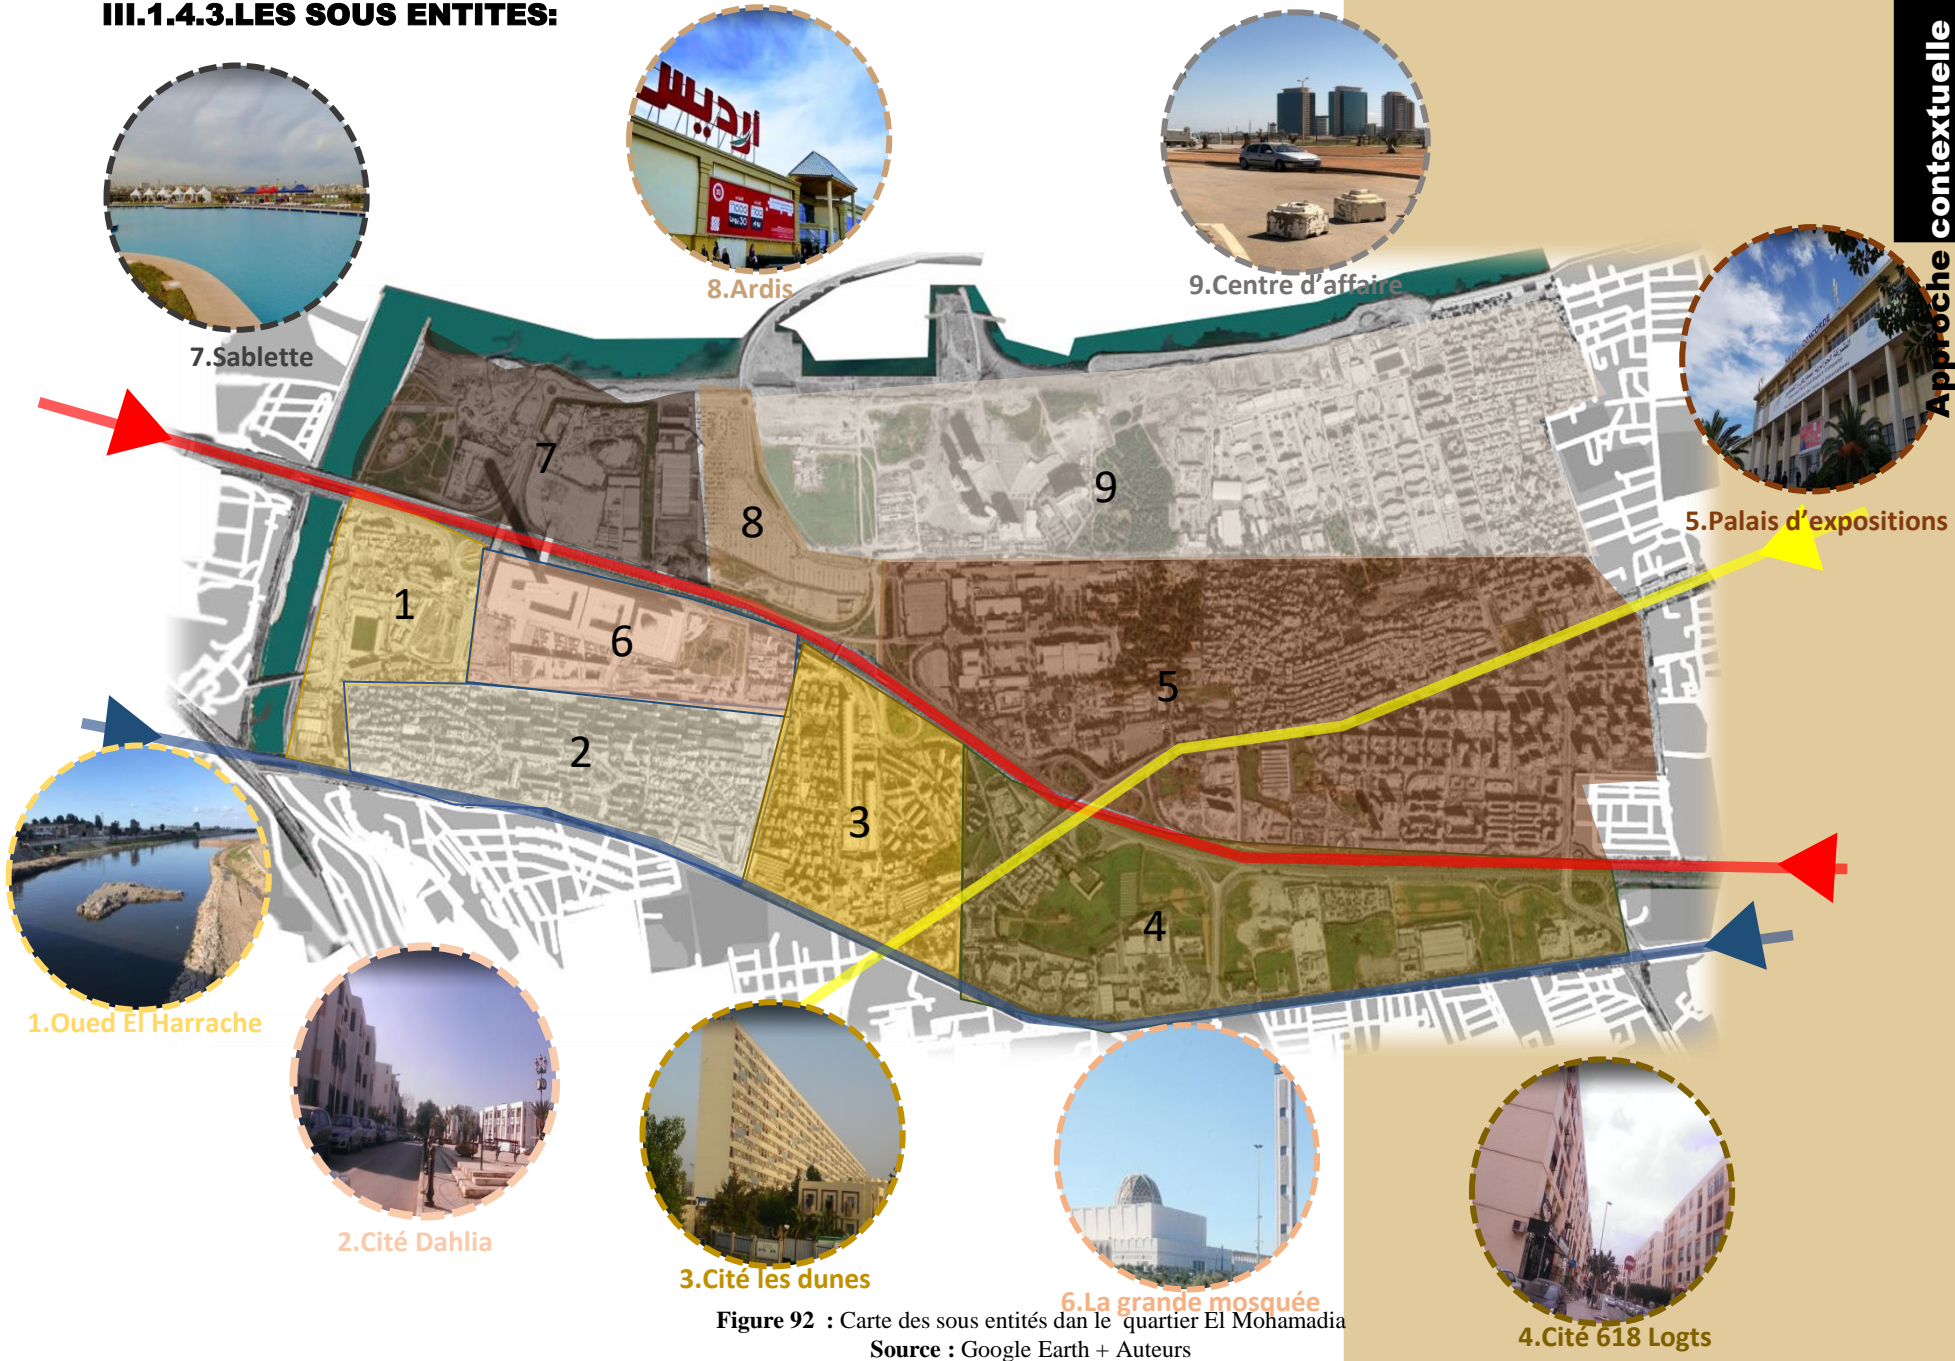 III.1.4.3.LES SOUS ENTITES:
Approche contextuelle
أرديس
7.Sablette
8.Ardis
9.Centre d'affaire
5.Palais d'expositions
7
8
9
1
6
5
2
3
4
1.Oued El Harrache
2.Cité Dahlia
3.Cité les dunes
6.La grande mosquée
4.Cité 618 Logts
Figure 92 : Carte des sous entités dan le quartier El Mohamadia
Source : Google Earth + Auteurs